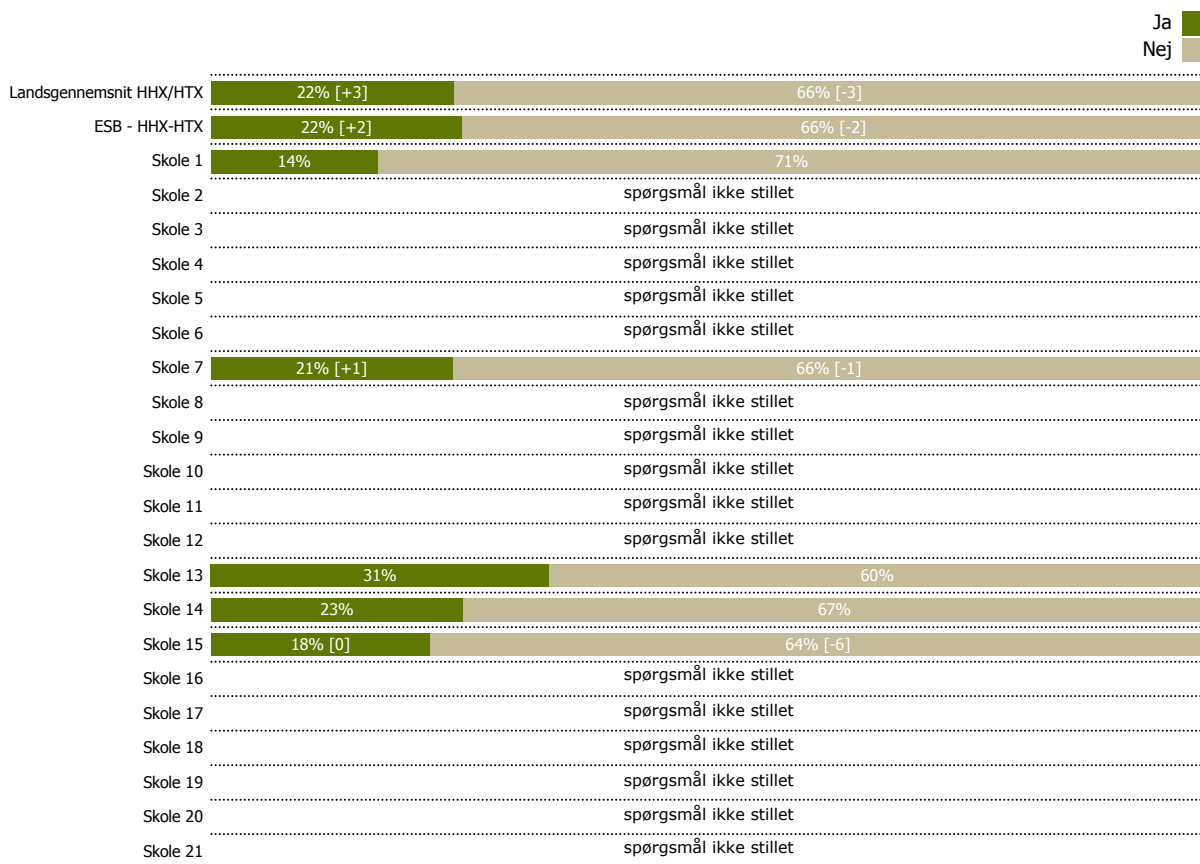 Ja
Nej
Landsgennemsnit HHX/HTX 22% [+3] 66% [-3]
ESB - HHX-HTX 22% [+2] 66% [-2]
Skole 1 14% 71%
Skole 2 spørgsmål ikke stillet
Skole 3 spørgsmål ikke stillet
Skole 4 spørgsmål ikke stillet
Skole 5 spørgsmål ikke stillet
Skole 6 spørgsmål ikke stillet
Skole 7 21% [+1] 66% [-1]
Skole 8 spørgsmål ikke stillet
Skole 9 spørgsmål ikke stillet
Skole 10 spørgsmål ikke stillet
Skole 11 spørgsmål ikke stillet
Skole 12 spørgsmål ikke stillet
Skole 13 31% 60%
Skole 14 23% 67%
Skole 15 18% [0] 64% [-6]
Skole 16 spørgsmål ikke stillet
Skole 17 spørgsmål ikke stillet
Skole 18 spørgsmål ikke stillet
Skole 19 spørgsmål ikke stillet
Skole 20 spørgsmål ikke stillet
Skole 21 spørgsmål ikke stillet